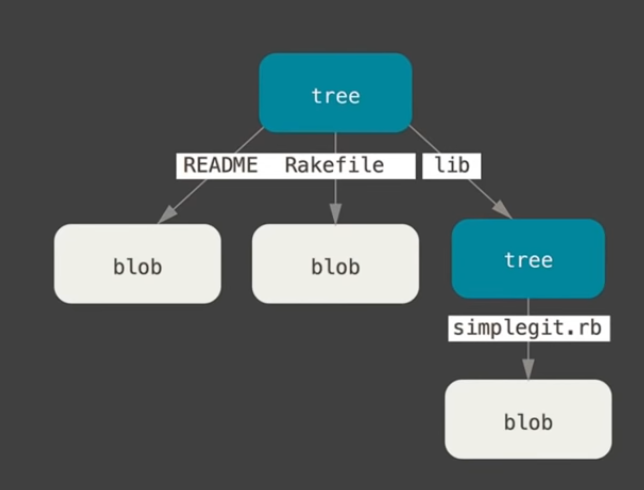 tree
README Rakefile lib
blob blob tree
simplegit.rb
blob